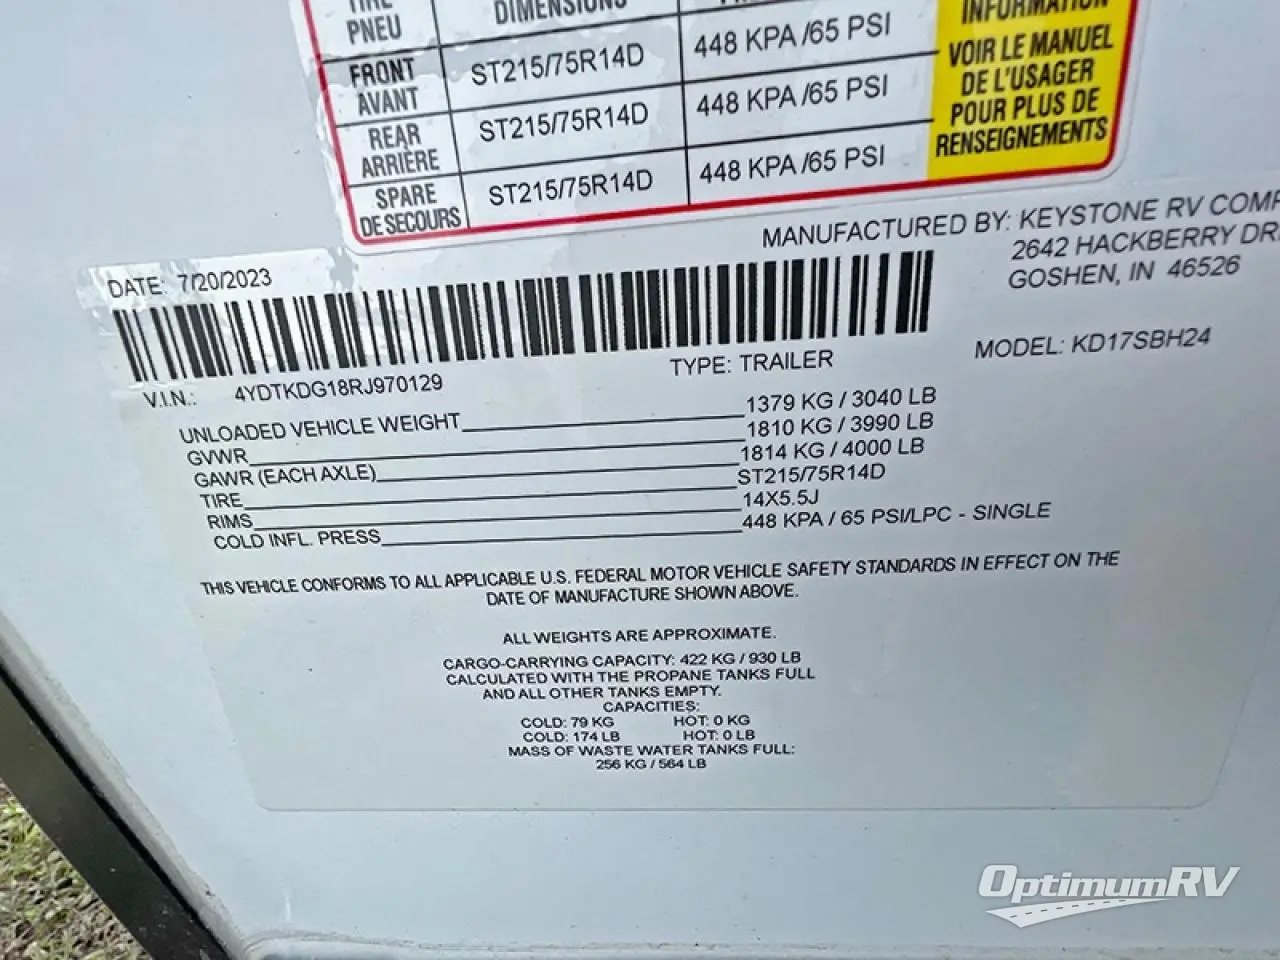 PNEU
DIMENSIONS
INFORMATION
FRONT
AVANT
ST215/75R14D
448 KPA /65 PSI
REAR
ARRIÈRE
ST215/75R14D
448 KPA /65 PSI
SPARE
DE SECOURS
ST215/75R14D
448 KPA /65 PSI
VOIR LE MANUEL
DE L'USAGER
POUR PLUS DE
RENSEIGNEMENTS
MANUFACTURED BY: KEYSTONE RV
2642 HACKBERRY
GOSHEN, IN 46526
DATE: 7/20/2023
V.I.N.: 4YDTKDG18RJ970129
TYPE: TRAILER
MODEL: KD17SBH24
UNLOADED VEHICLE WEIGHT 1379 KG / 3040 LB
GVWR 1810 KG / 3990 LB
GAWR (EACH AXLE) 1814 KG / 4000 LB
TIRE ST215/75R14D
RIMS 14X5.5J
COLD INFL. PRESS 448 KPA / 65 PSI/LPC - SINGLE
THIS VEHICLE CONFORMS TO ALL APPLICABLE U.S. FEDERAL MOTOR VEHICLE SAFETY STANDARDS IN EFFECT ON THE
DATE OF MANUFACTURE SHOWN ABOVE.
ALL WEIGHTS ARE APPROXIMATE.
CARGO-CARRYING CAPACITY: 422 KG / 930 LB
CALCULATED WITH THE PROPANE TANKS FULL
AND ALL OTHER TANKS EMPTY.
CAPACITIES:
COLD: 79 KG HOT: 0 KG
COLD: 174 LB HOT: 0 LB
MASS OF WASTE WATER TANKS FULL:
256 KG / 564 LB
OptimumRV